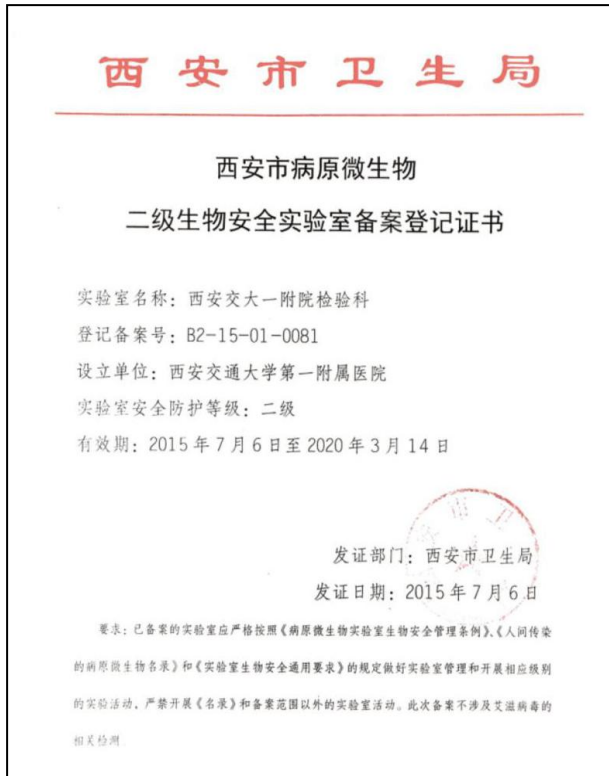 西安市卫生局
西安市病原微生物
二级生物安全实验室备案登记证书
实验室名称：西安交大一附院检验科
登记备案号：B2-15-01-0081
设立单位：西安交通大学第一附属医院
实验室安全防护等级：二级
有效期：2015年7月6日至2020年3月14日
发证部门：西安市卫生局
发证日期：2015年7月6日
要求：已备案的实验室应严格按照《病原微生物实验室生物安全管理条例》、《人间传染
的病原微生物名录》和《实验室生物安全通用要求》的规定做好实验室管理和开展相应级别
的实验活动，严禁开展《名录》和备案范围以外的实验室活动。此次备案不涉及艾滋病毒的
相关检测